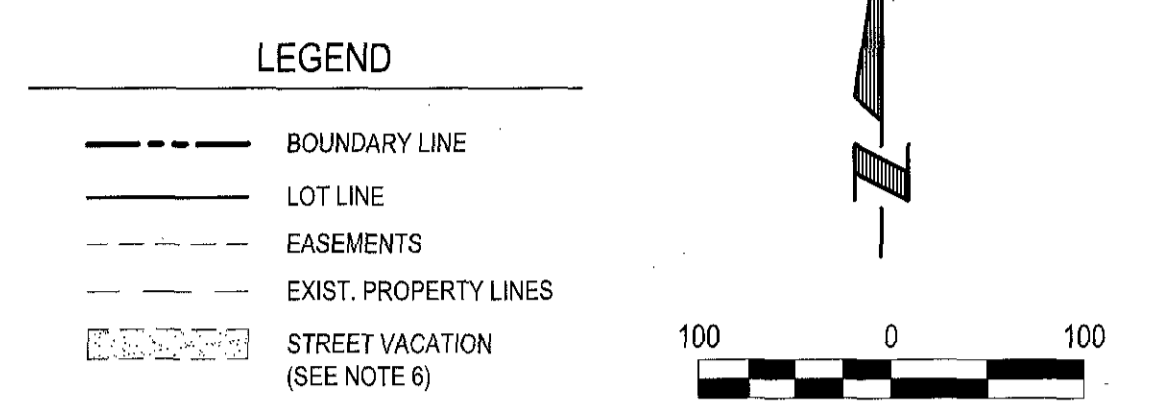 LEGEND
BOUNDARY LINE
LOT LINE
EASEMENTS
EXIST. PROPERTY LINES
STREET VACATION
(SEE NOTE 6)
100 0 100